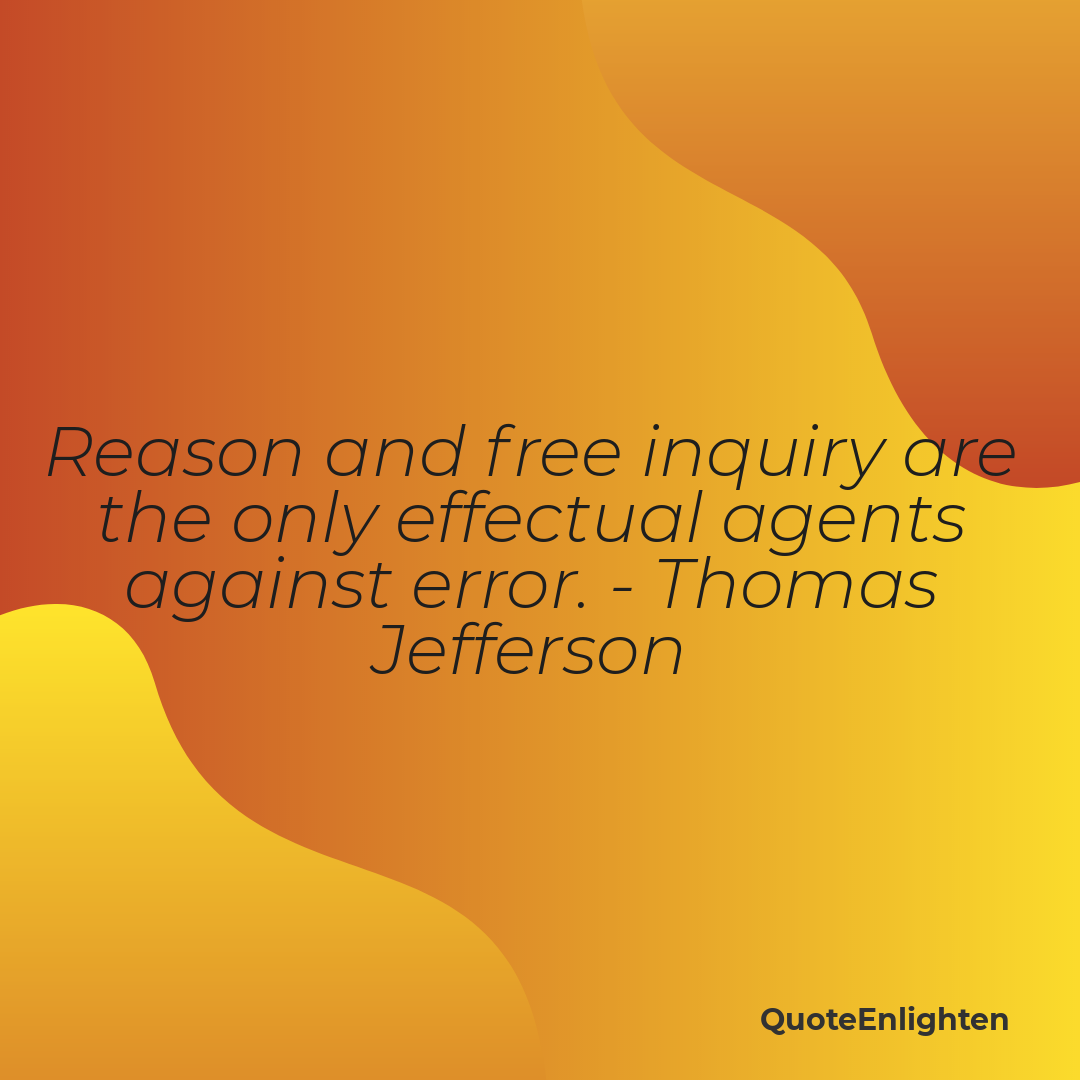 Reason and free inquiry are
the only effectual agents
against error. - Thomas
Jefferson
QuoteEnlighten